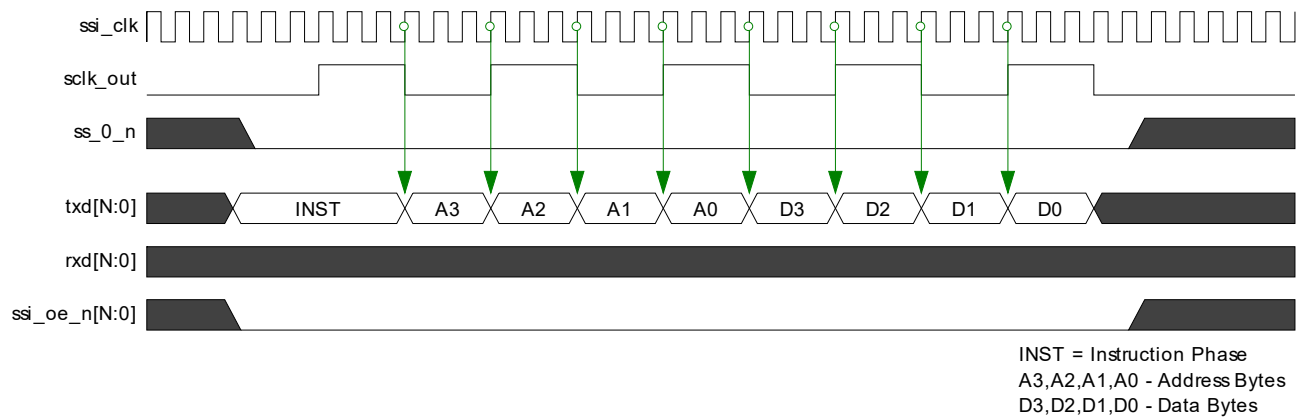 ssi_clk
sclk_out
ss_0_n
txd[N:0]
INST A3 A2 A1 A0 D3 D2 D1 D0
rxd[N:0]
ssi_oe_n[N:0]
INST = Instruction Phase
A3,A2,A1,A0 - Address Bytes
D3,D2,D1,D0 - Data Bytes